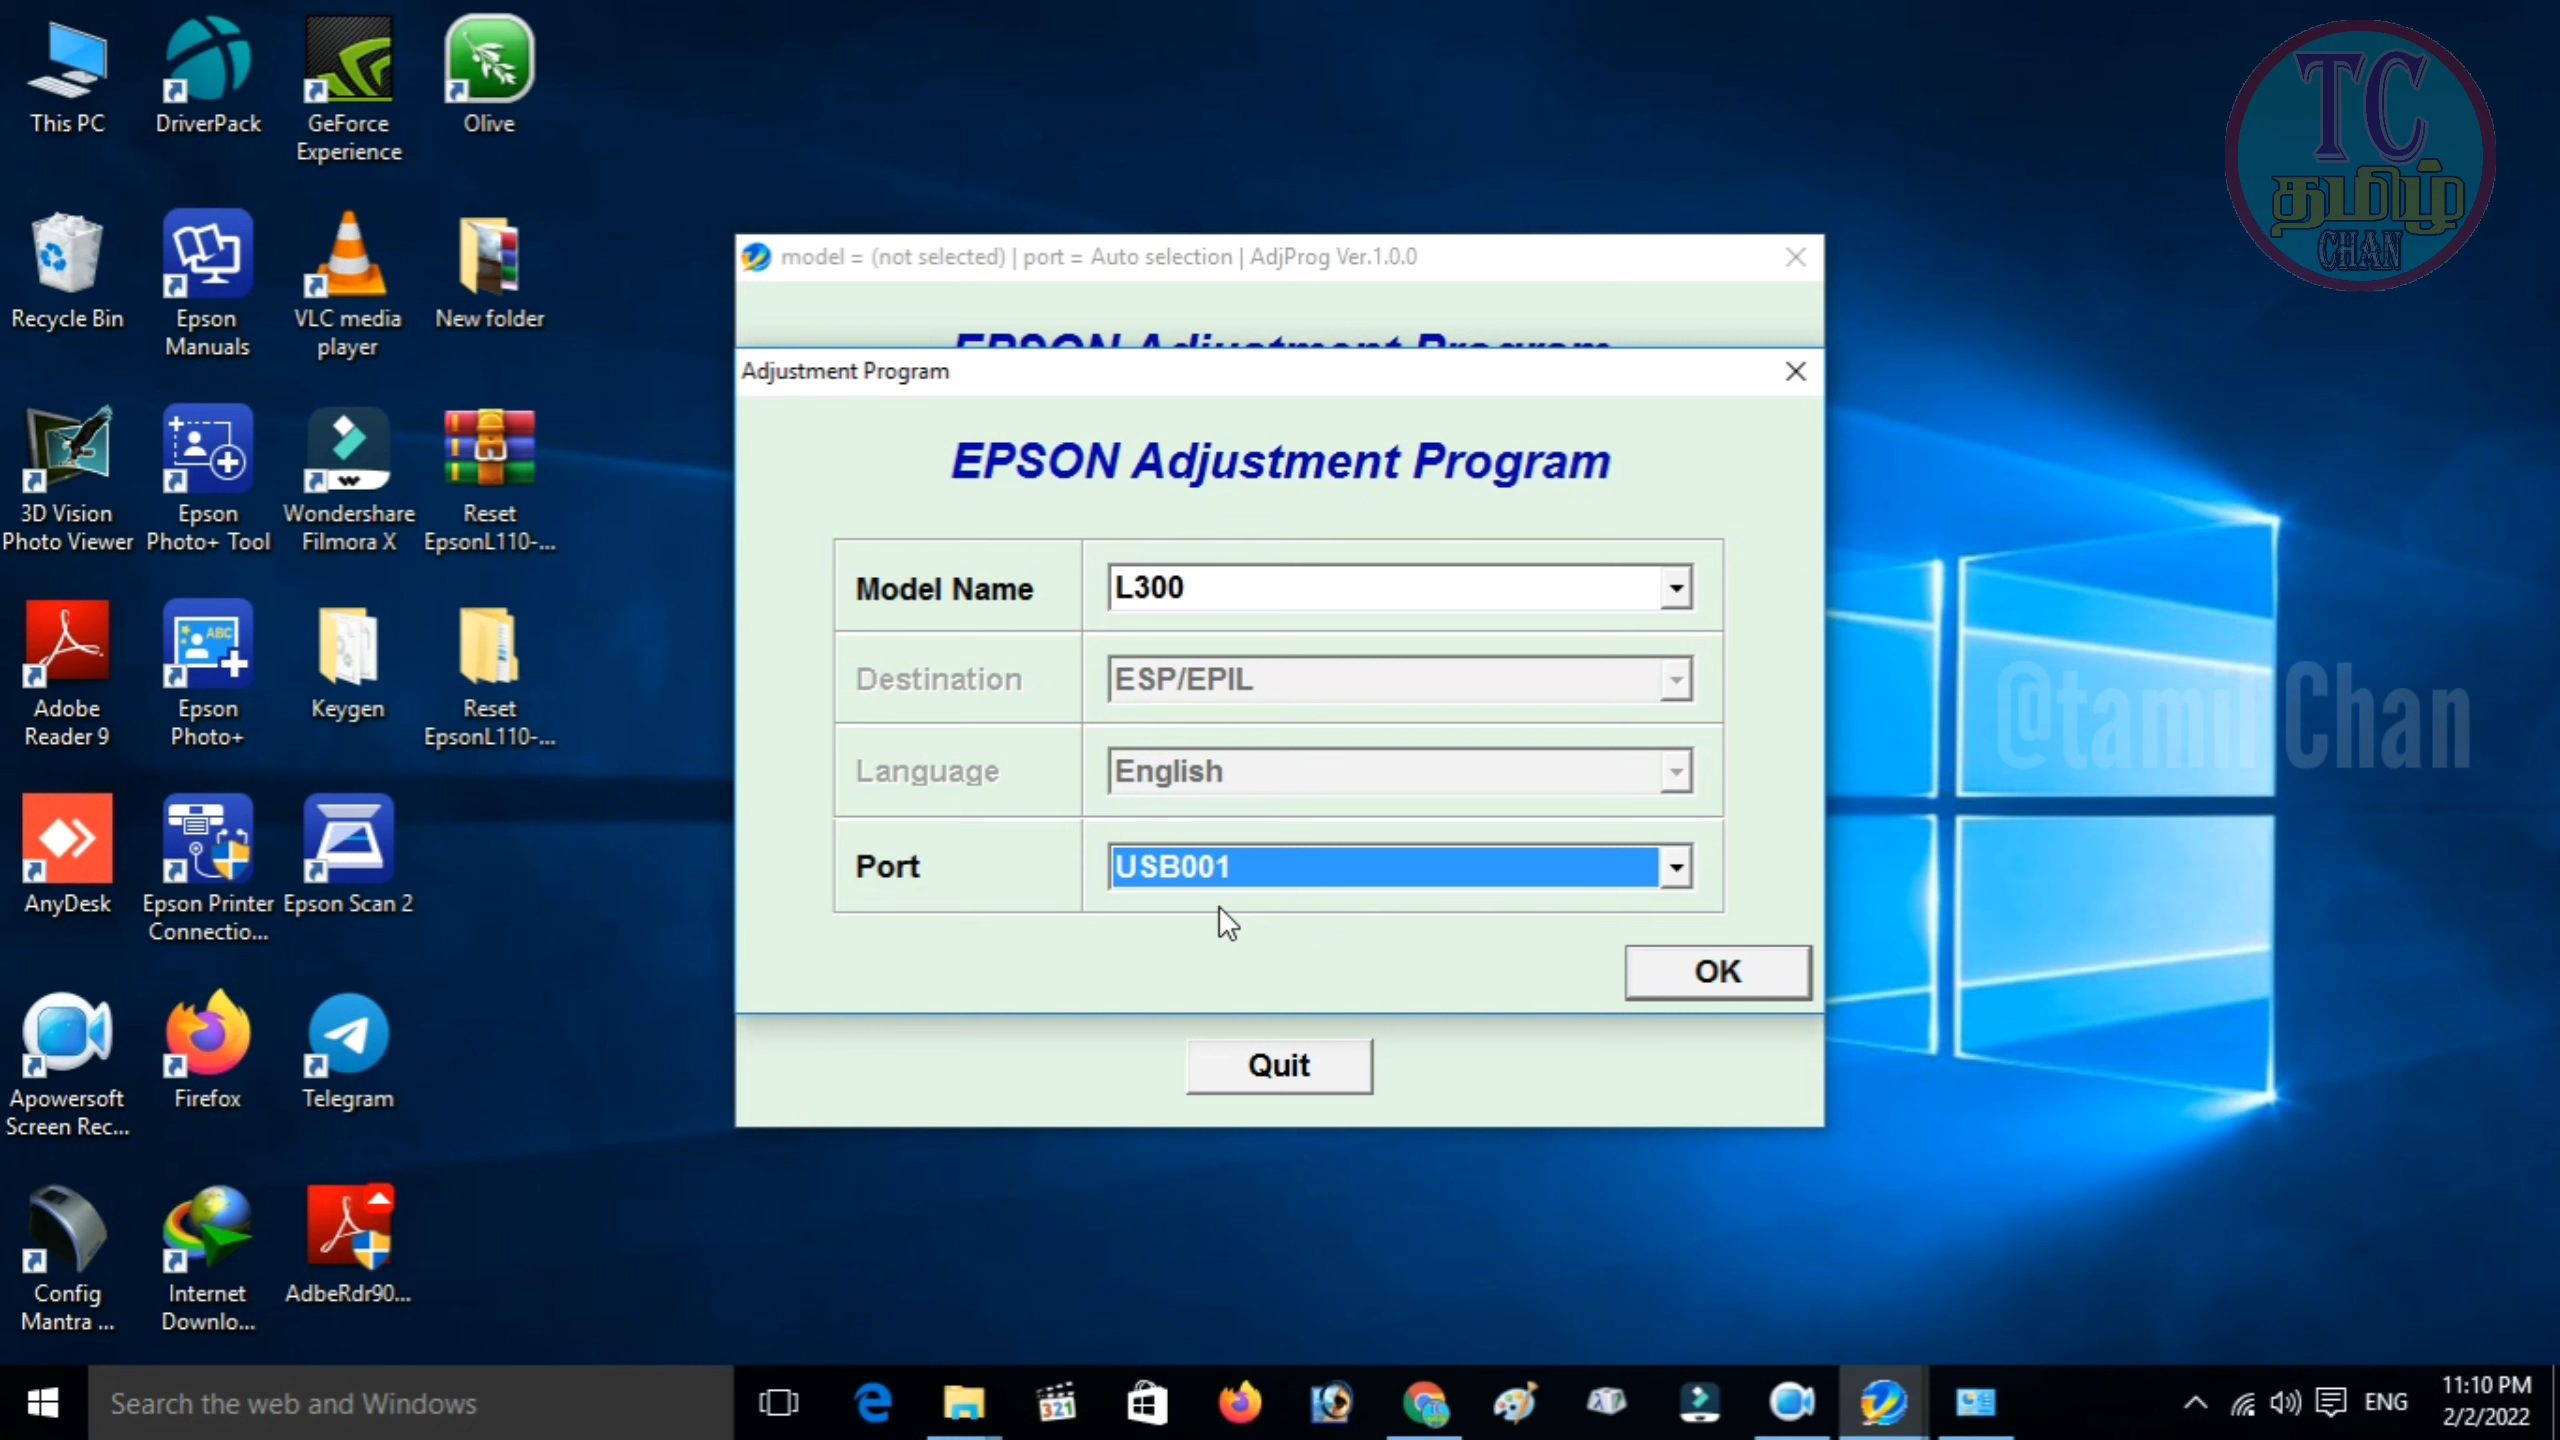 This PC
DriverPack
GeForce
Experience
Olive
Recycle Bin
Epson
Manuals
VLC media
player
New folder
3D Vision
Photo Viewer
Epson
Photo+ Tool
Wondershare
Filmora X
Reset
EpsonL110-...
Adobe
Reader 9
Epson
Photo+
Keygen
Reset
EpsonL110-...
AnyDesk
Epson Printer
Connectio...
Epson Scan 2
Apowersoft
Screen Rec...
Firefox
Telegram
Config
Mantra ...
Internet
Downlo...
AdbeRdr90...
model = (not selected) | port = Auto selection | AdjProg Ver.1.0.0
EPSON Adjustment Program
Adjustment Program
EPSON Adjustment Program
Model Name
L300
Destination
ESP/EPIL
Language
English
Port
USB001
OK
Quit
TC
தமிழ்
CHAN
@tamil Chan
Search the web and Windows
ENG
11:10 PM
2/2/2022